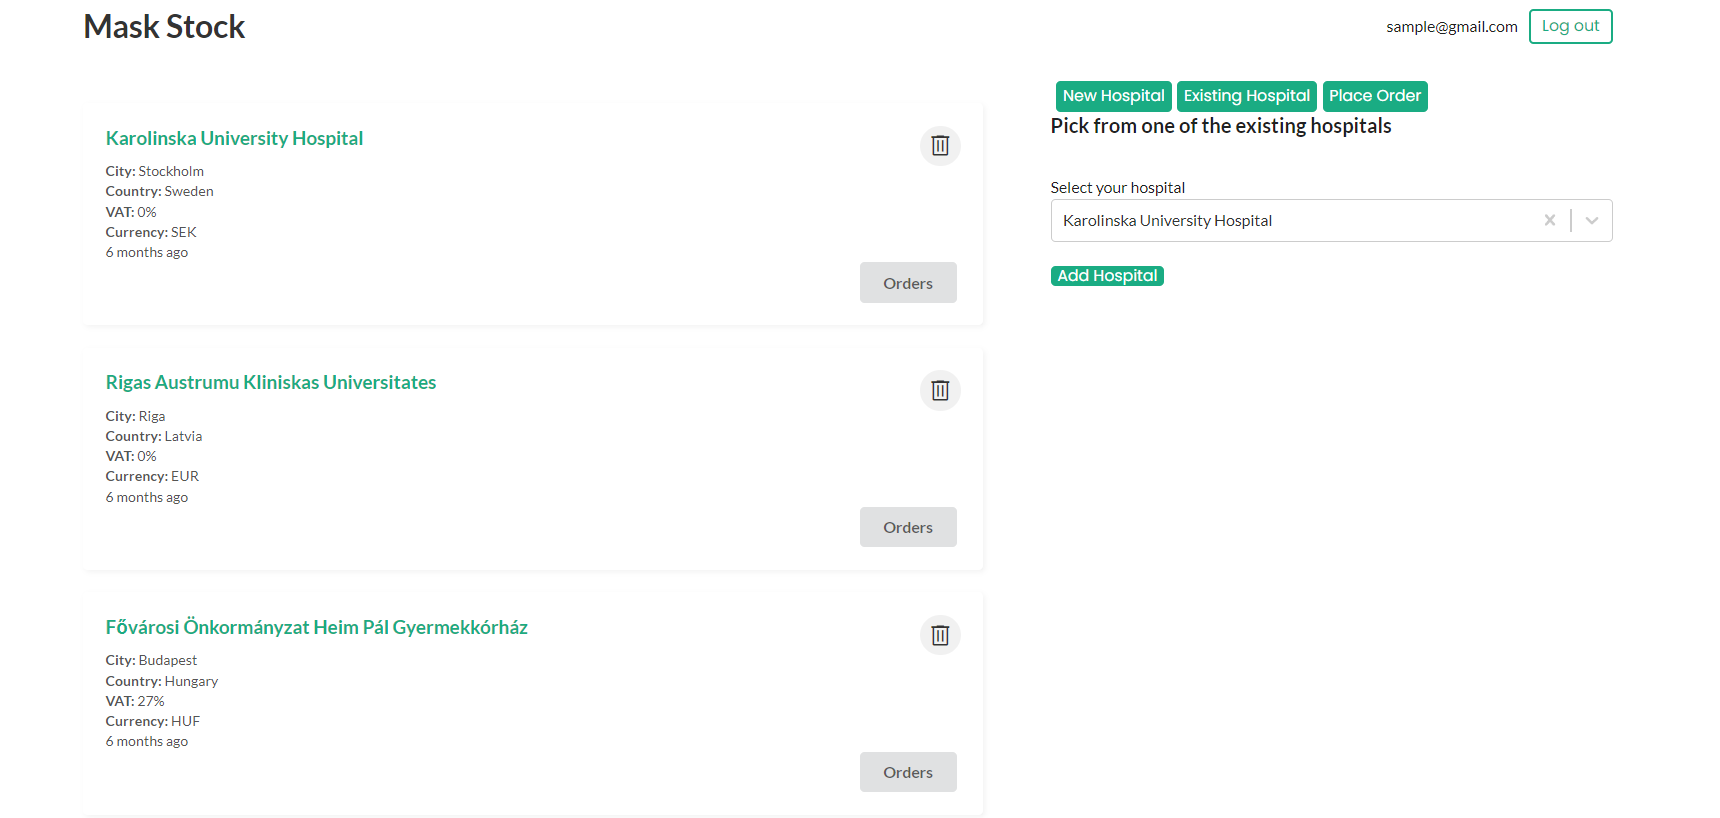 Mask Stock
sample@gmail.com
Log out
Karolinska University Hospital
City: Stockholm
Country: Sweden
VAT: 0%
Currency: SEK
6 months ago
Orders
Rigas Austrumu Kliniskas Universitates
City: Riga
Country: Latvia
VAT: 0%
Currency: EUR
6 months ago
Orders
Fővárosi Önkormányzat Heim Pál Gyermekkórház
City: Budapest
Country: Hungary
VAT: 27%
Currency: HUF
6 months ago
Orders
New Hospital
Existing Hospital
Place Order
Pick from one of the existing hospitals
Select your hospital
Karolinska University Hospital
Add Hospital